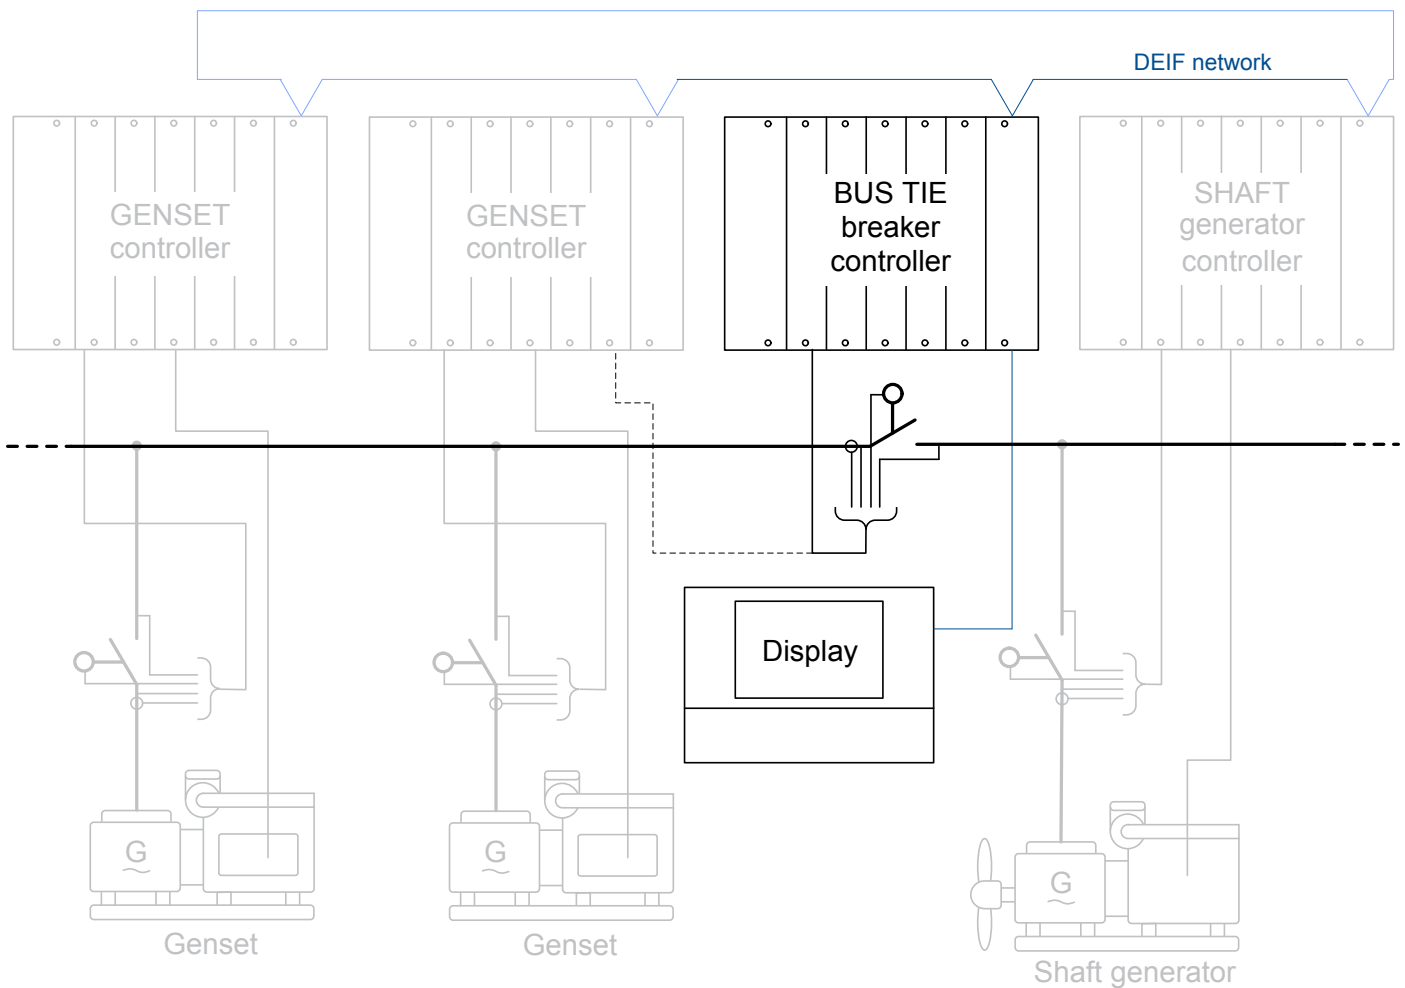 DEIF network
GENSET
controller
GENSET
controller
BUS TIE
breaker
controller
SHAFT
generator
controller
Display
G
G
G
Genset
Genset
Shaft generator